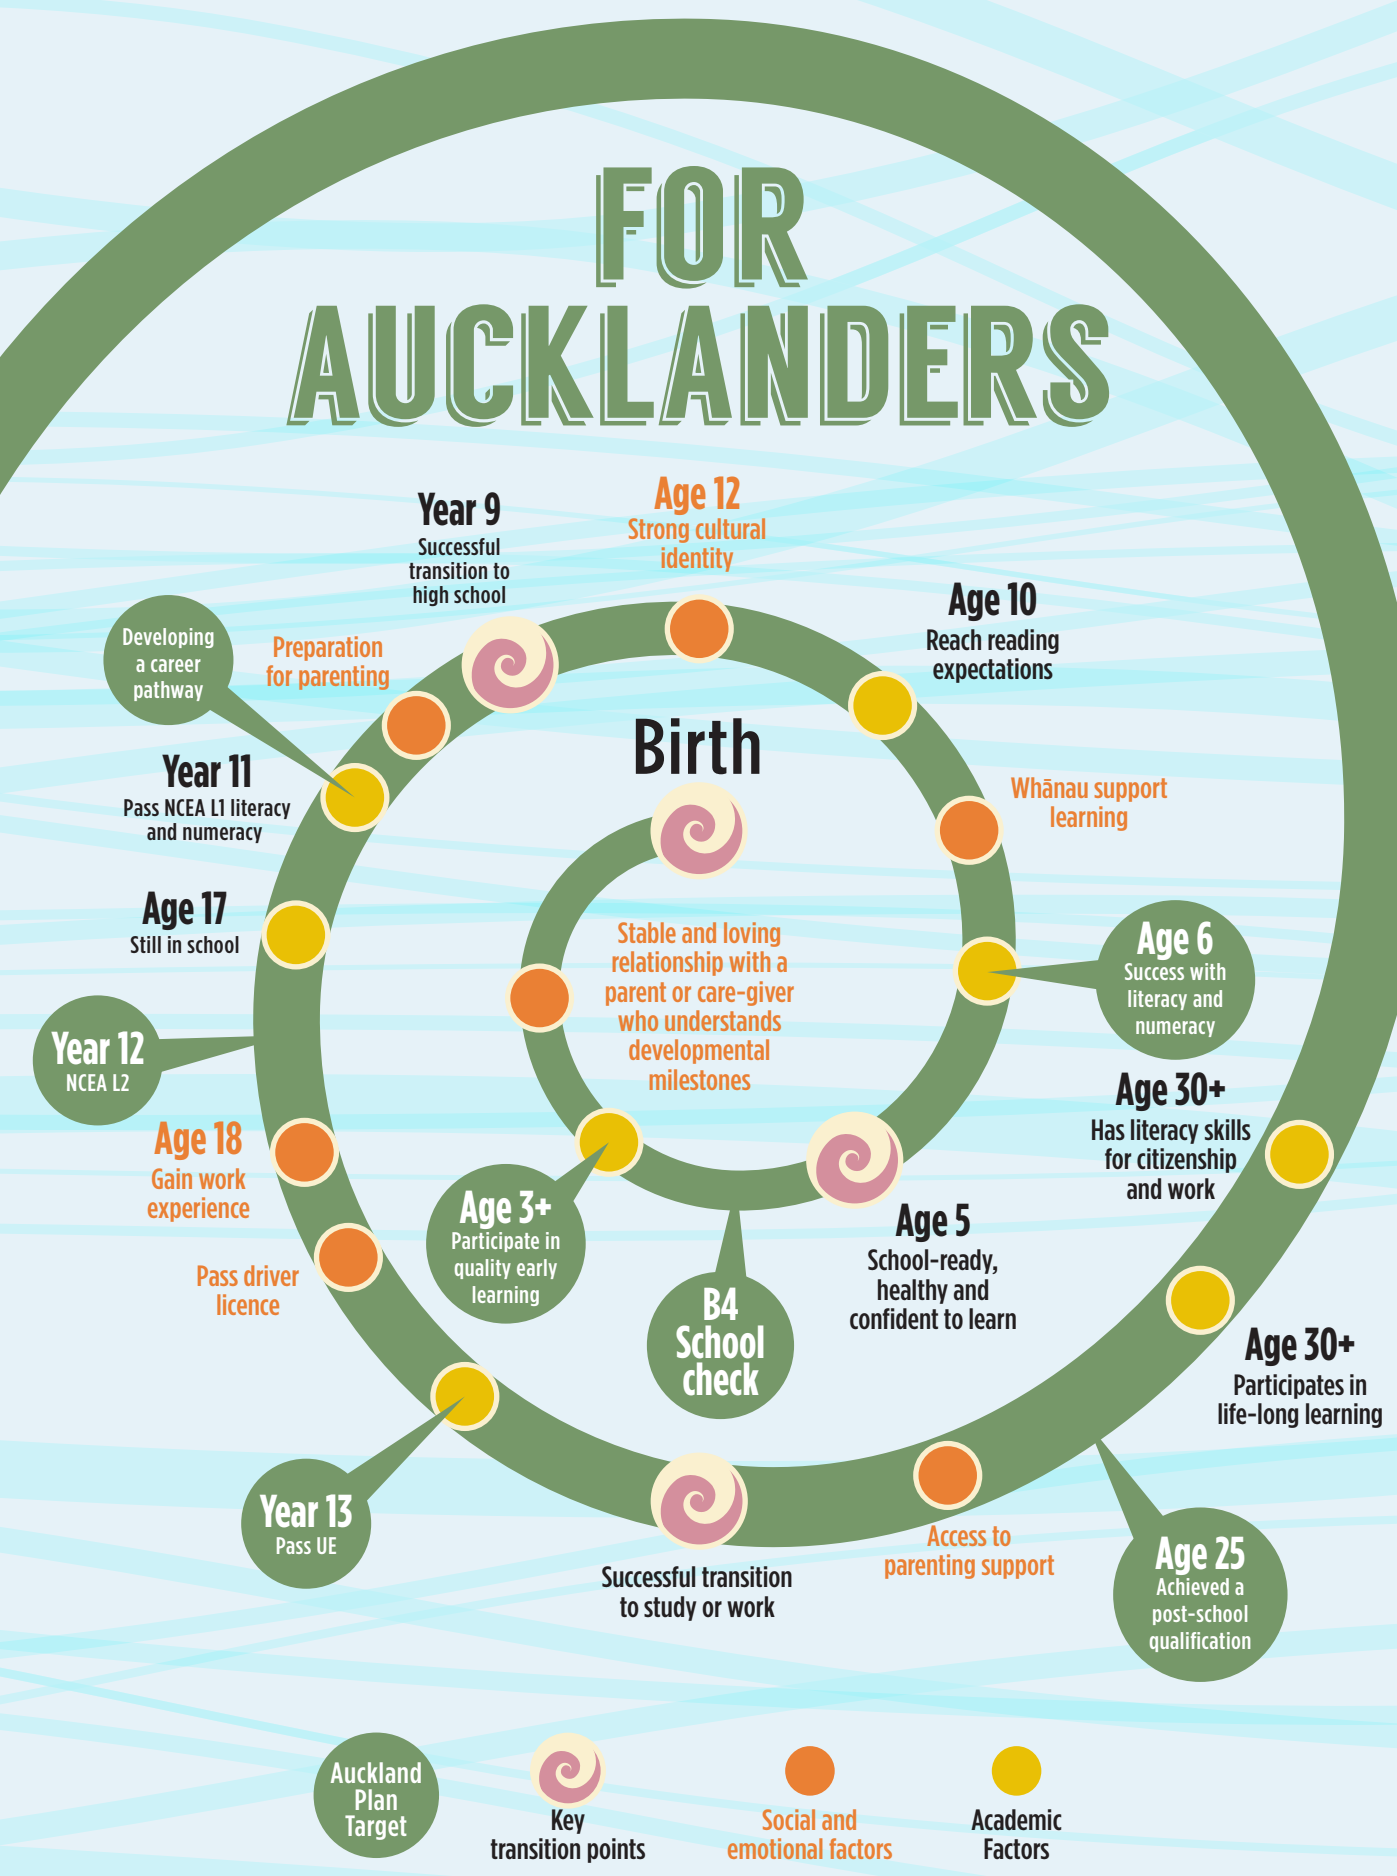 FOR
AUCKLANDERS
Year 9
Successful
transition to
high school
Age 12
Strong cultural
identity
Age 10
Reach reading
expectations
Developing
a career
pathway
Preparation
for parenting
Birth
Year 11
Pass NCEA L1 literacy
and numeracy
Whānau support
learning
Age 17
Still in school
Stable and loving
relationship with a
parent or care-giver
who understands
developmental
milestones
Age 6
Success with
literacy and
numeracy
Year 12
NCEA L2
Age 30+
Has literacy skills
for citizenship
and work
Age 18
Gain work
experience
Age 3+
Participate in
quality early
learning
Age 5
School-ready,
healthy and
confident to learn
Pass driver
licence
B4
School
check
Age 30+
Participates in
life-long learning
Year 13
Pass UE
Successful transition
to study or work
Access to
parenting support
Age 25
Achieved a
post-school
qualification
Auckland
Plan
Target
Key
transition points
Social and
emotional factors
Academic
Factors